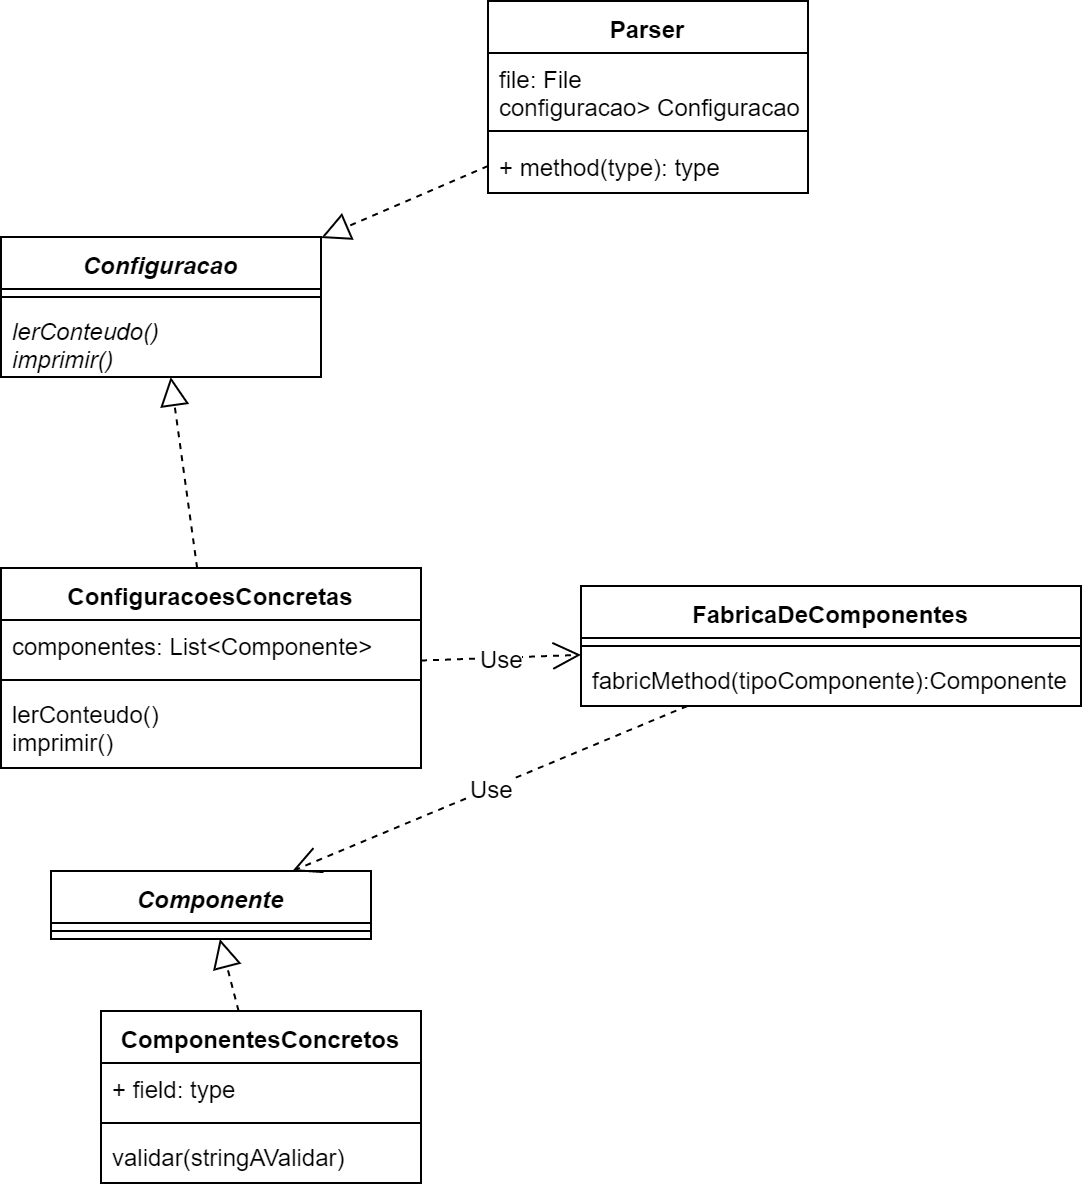 Parser
file: File
configuracao> Configuracao
+ method(type): type
Configuracao
lerConteudo()
imprimir()
ConfiguracoesConcretas
componentes: List<Componente>
lerConteudo()
imprimir()
Use
FabricaDeComponentes
fabricMethod(tipoComponente):Componente
Use
Componente
ComponentesConcretos
+ field: type
validar(stringAValidar)